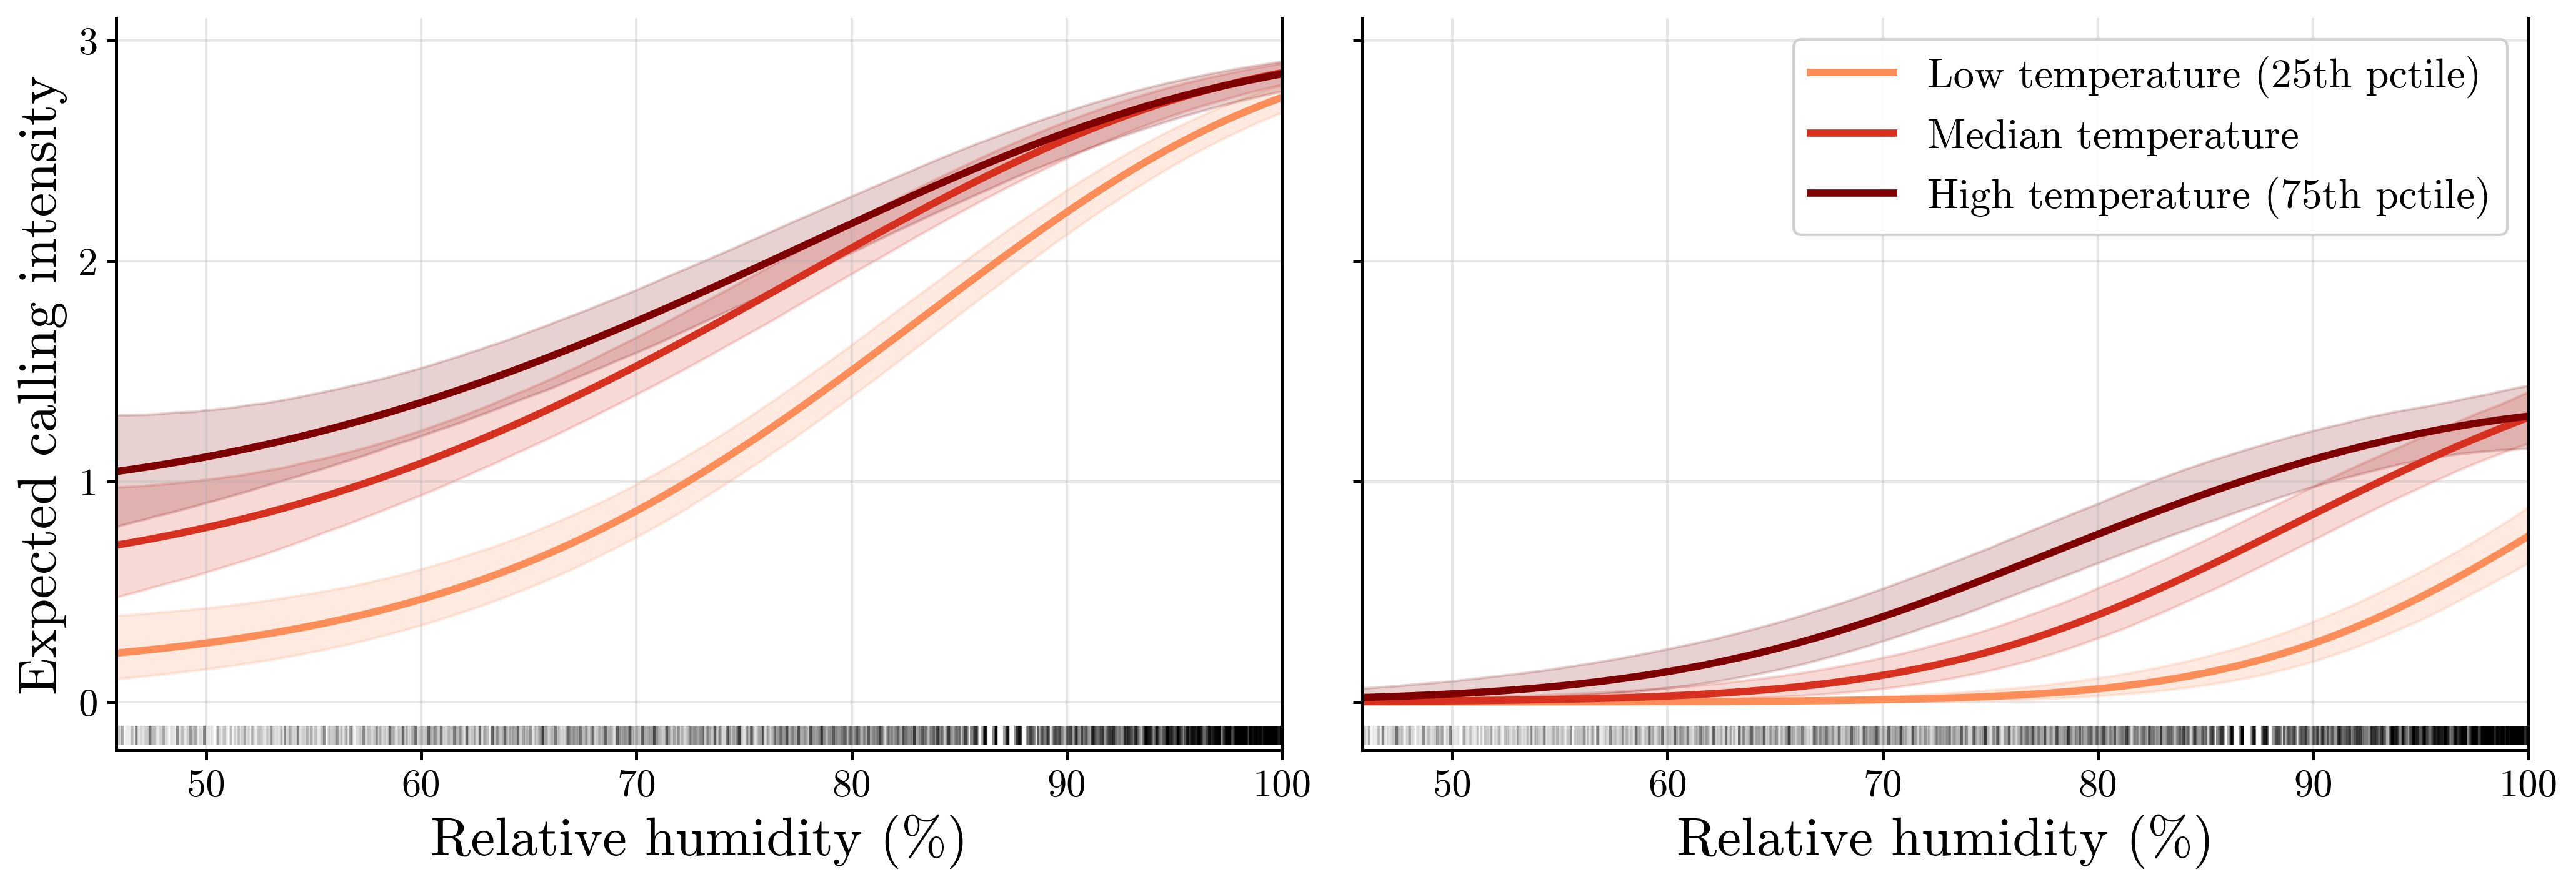 Expected calling intensity
3
2
1
0
50 60 70 80 90 100
Relative humidity (%)
Low temperature (25th pctile)
Median temperature
High temperature (75th pctile)
50 60 70 80 90 100
Relative humidity (%)